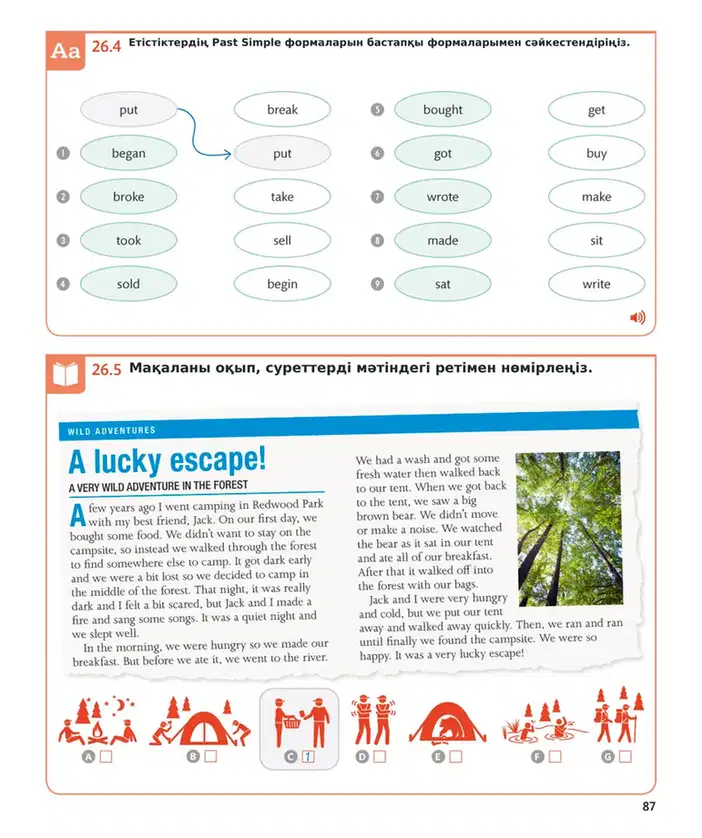 Aa 26.4 Етістіктердің Past Simple формаларын бастапқы формаларымен сәйкестендіріңіз.
put break 5 bought get
1 began put 6 got buy
2 broke take 7 wrote make
3 took sell 8 made sit
4 sold begin 9 sat write
26.5 Мақаланы оқып, суреттерді мәтіндегі ретімен нөмірлеңіз.
WILD ADVENTURES
A lucky escape!
A VERY WILD ADVENTURE IN THE FOREST
A few years ago I went camping in Redwood Park
with my best friend, Jack. On our first day, we
bought some food. We didn't want to stay on the
campsite, so instead we walked through the forest
to find somewhere else to camp. It got dark early
and we were a bit lost so we decided to camp in
the middle of the forest. That night, it was really
dark and I felt a bit scared, but Jack and I made a
fire and sang some songs. It was a quiet night and
we slept well.
In the morning, we were hungry so we made our
breakfast. But before we ate it, we went to the river.
We had a wash and got some
fresh water then walked back
to our tent. When we got back
to the tent, we saw a big
brown bear. We didn't move
or make a noise. We watched
the bear as it sat in our tent
and ate all of our breakfast.
After that it walked off into
the forest with our bags.
Jack and I were very hungry
and cold, but we put our tent
away and walked away quickly. Then, we ran and ran
until finally we found the campsite. We were so
happy. It was a very lucky escape!
A B C 1 D E F G
87